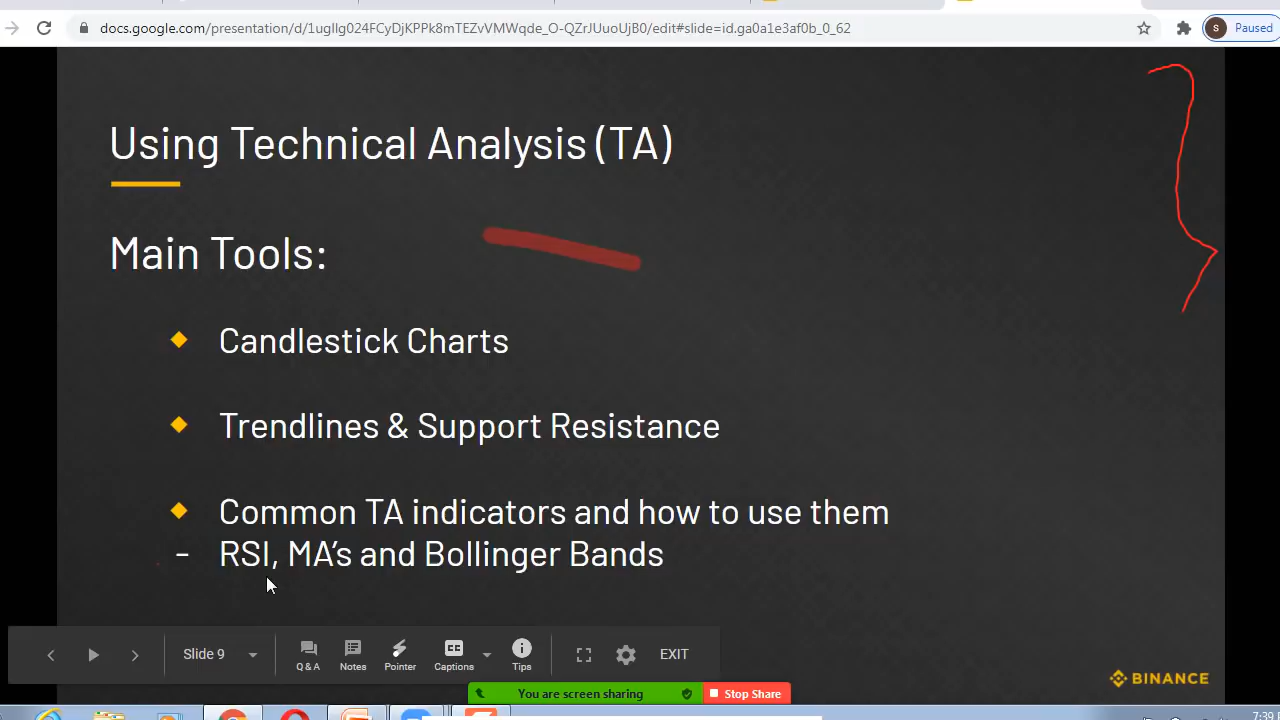 docs.google.com/presentation/d/1ugIlg024FCyDjKPPk8mTEZvVMWnde_O-QZrJUuoUjB0/edit#slide=id.ga0a1e3af0b_0_62
S
Paused
Using Technical Analysis (TA)
Main Tools:
Candlestick Charts
Trendlines & Support Resistance
Common TA indicators and how to use them
- RSI, MA's and Bollinger Bands
Slide 9
Q & A
Notes
Pointer
CC
Captions
Tips
EXIT
BINANCE
You are screen sharing
Stop Share